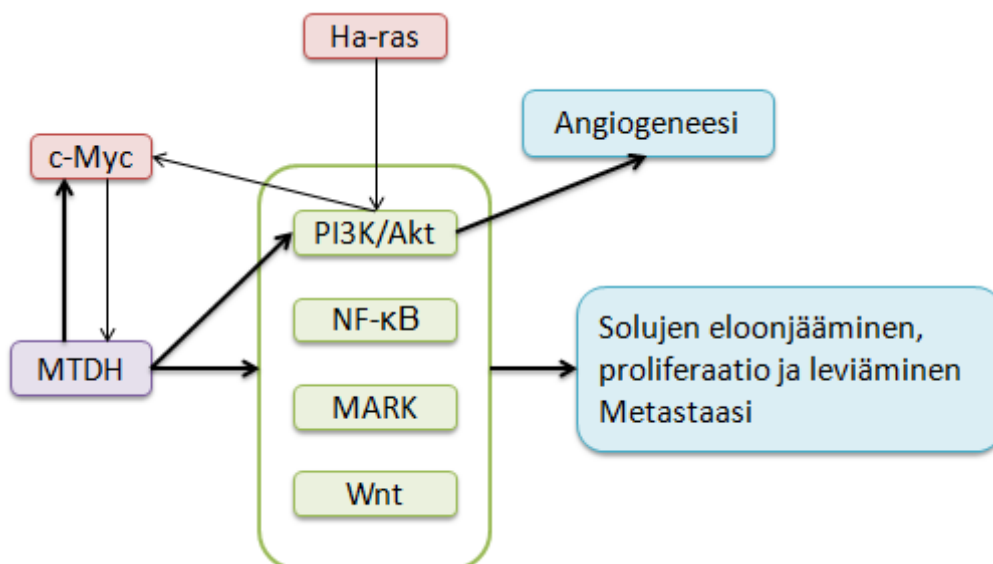 Ha-ras
Angiogeneesi
c-Myc
PI3K/Akt
NF-κB
Solujen eloonjääminen,
proliferaatio ja leviäminen
Metastaasi
MTDH
MARK
Wnt